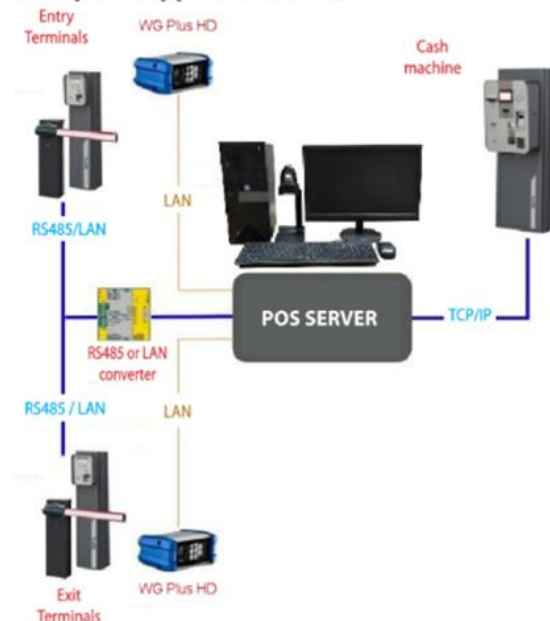 Entry
Terminals
WG Plus HD
Cash
machine
LAN
RS485/LAN
POS SERVER
TCP/IP
RS485 or LAN
converter
RS485 / LAN
LAN
WG Plus HD
Exit
Terminals